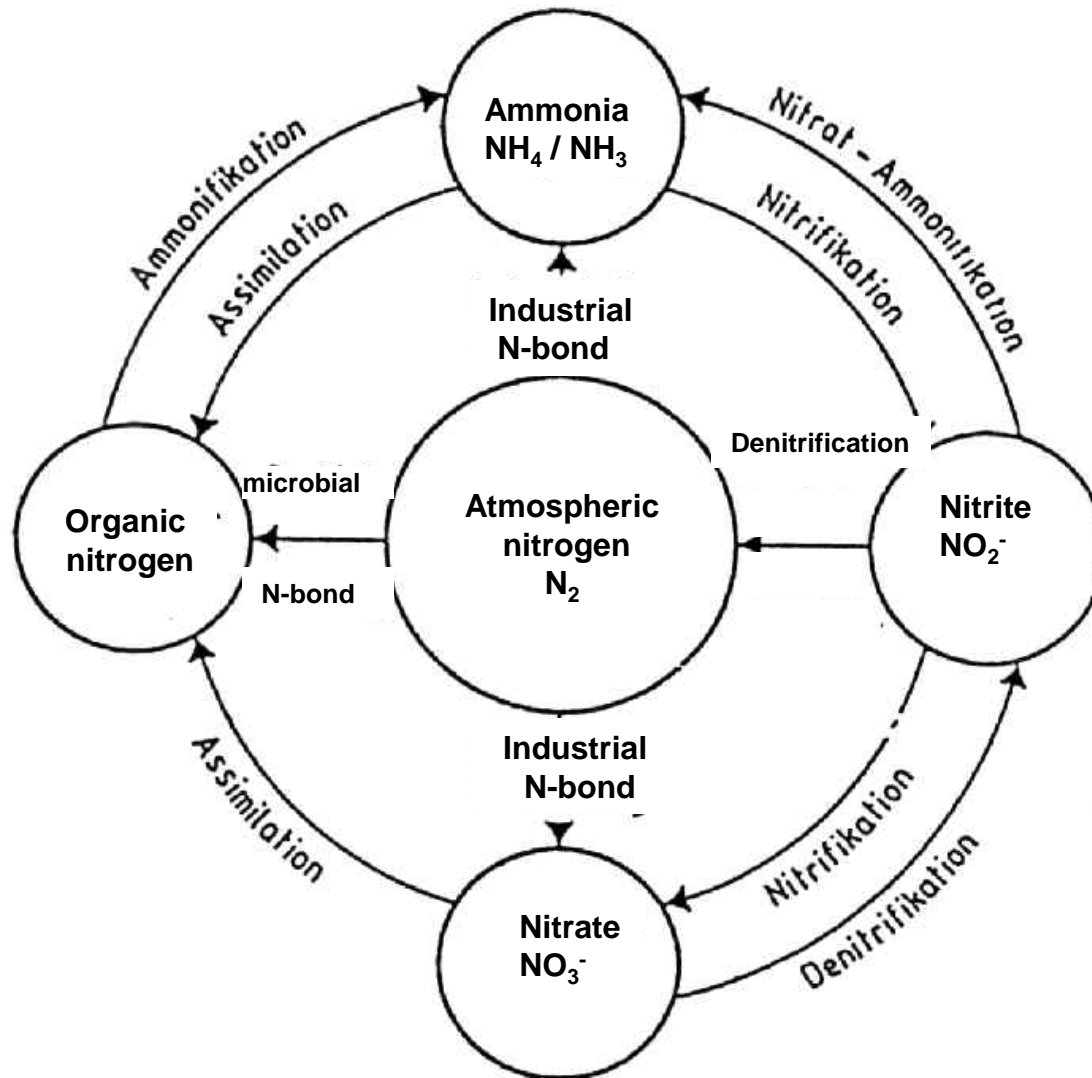 Ammonia
NH₄ / NH₃
Ammonifikation
Assimilation
Nitrat - Ammonitikation
Nitrifikation
Industrial
N-bond
Denitrification
microbial
N-bond
Organic
nitrogen
Atmospheric
nitrogen
N₂
Nitrite
NO₂⁻
Industrial
N-bond
Assimilation
Nitrifikation
Denitrifikation
Nitrate
NO₃⁻